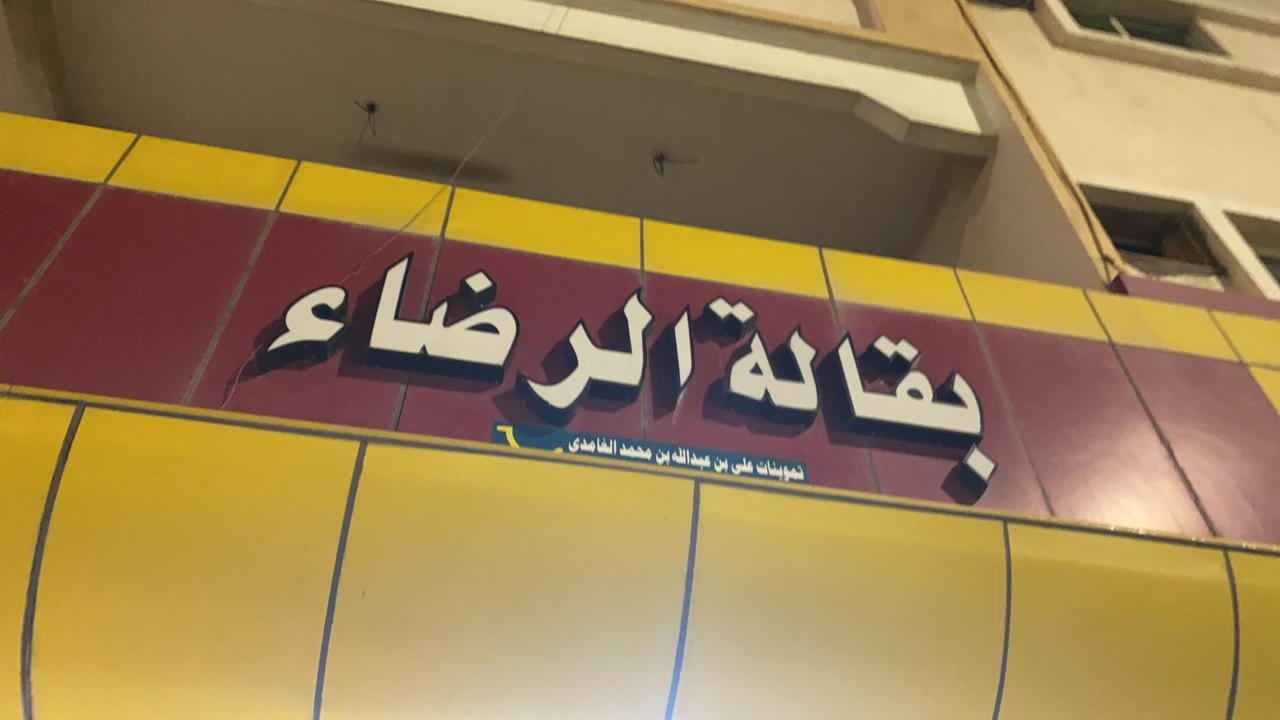 بقالة الرضاء
تموينات علي بن عبدالله بن محمد الغامدي